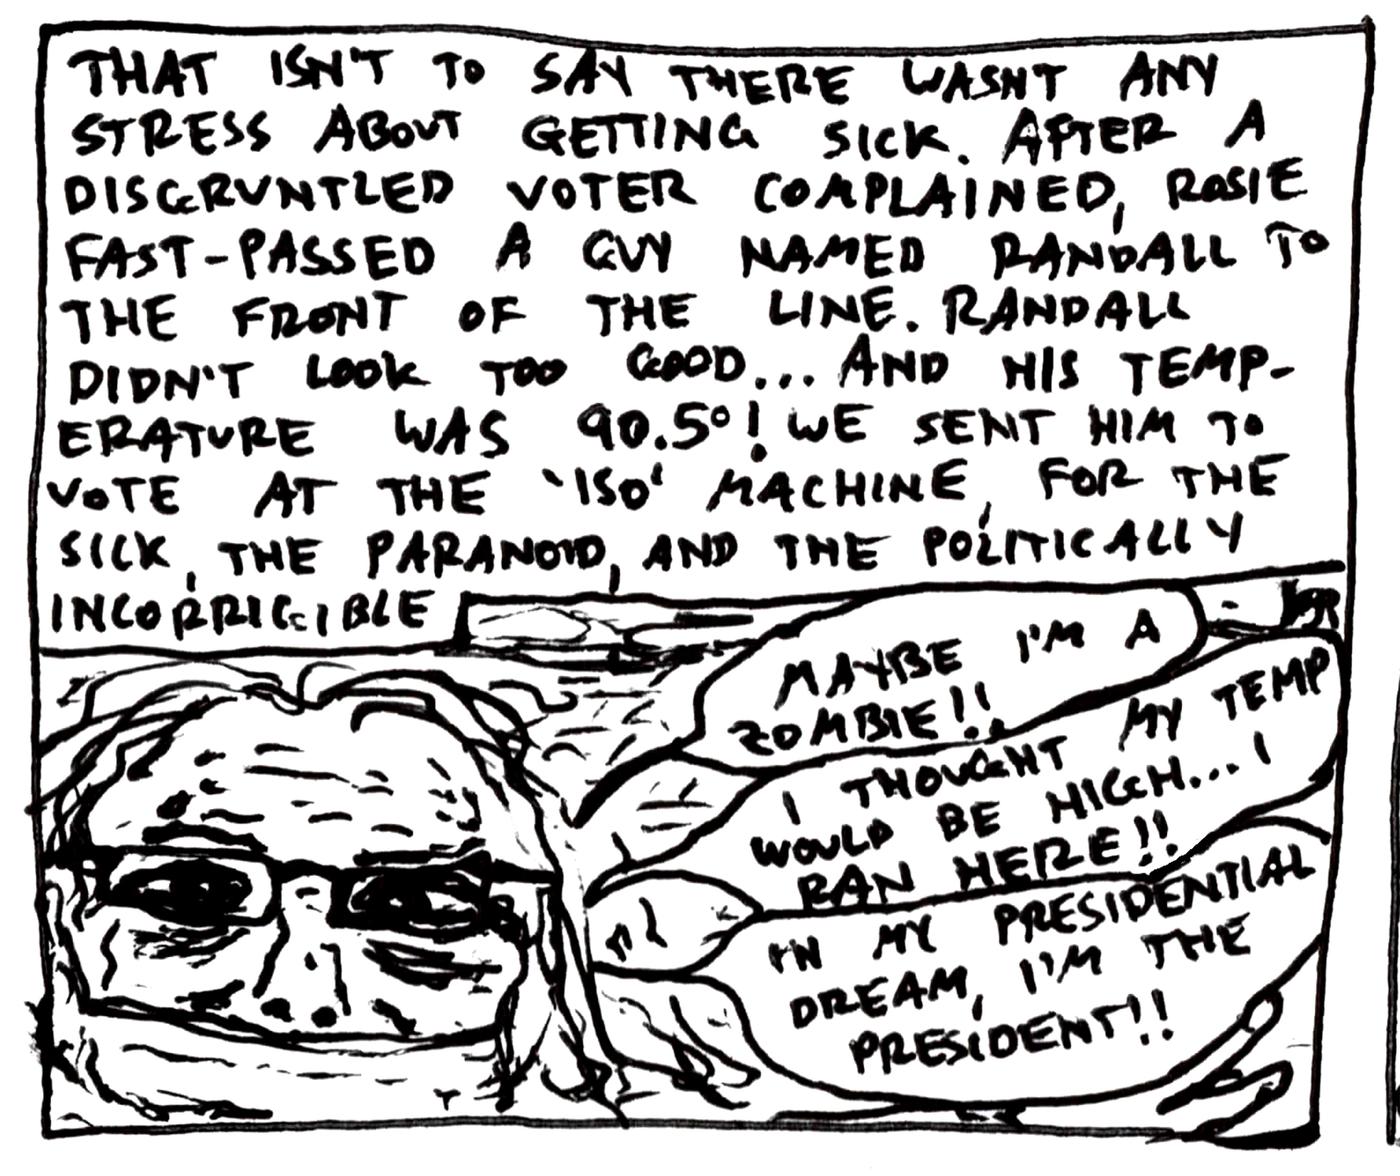 THAT ISN'T TO SAY THERE WASN'T ANY
STRESS ABOUT GETTING SICK. AFTER A
DISGRUNTLED VOTER COMPLAINED, ROSIE
FAST-PASSED A GUY NAMED RANDALL TO
THE FRONT OF THE LINE. RANDALL
DIDN'T LOOK TOO GOOD... AND HIS TEMP-
ERATURE WAS 90.5°! WE SENT HIM TO
VOTE AT THE 'ISO' MACHINE, FOR THE
SICK, THE PARANOID, AND THE POLITICALLY
INCORRIGIBLE
MAYBE I'M A
ZOMBIE!!
I THOUGHT MY TEMP
WOULD BE HIGH... I
RAN HERE!!
IN MY PRESIDENTIAL
DREAM, I'M THE
PRESIDENT!!